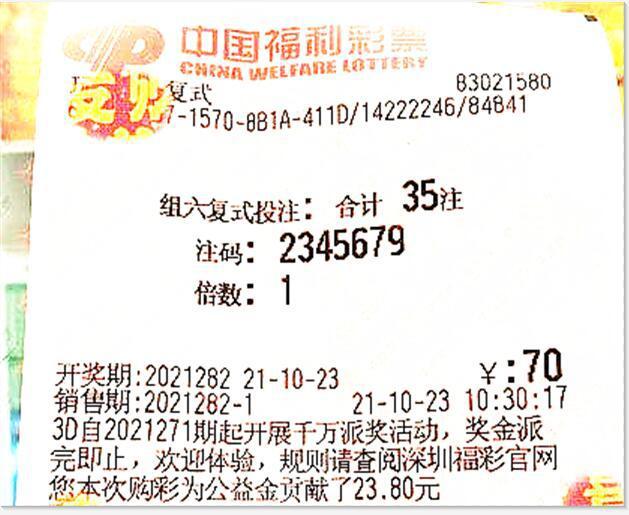 中国福利彩票
CHINA WELFARE LOTTERY
复式 83021580
7-1570-8B1A-411D/14222246/84841
组六复式投注: 合计 35注
注码: 2345679
倍数: 1
开奖期:2021282 21-10-23 ￥:70
销售期:2021282-1 21-10-23 10:30:17
3D自2021271期起开展千万派奖活动，奖金派
完即止，欢迎体验，规则请查阅深圳福彩官网
您本次购彩为公益金贡献了23.80元